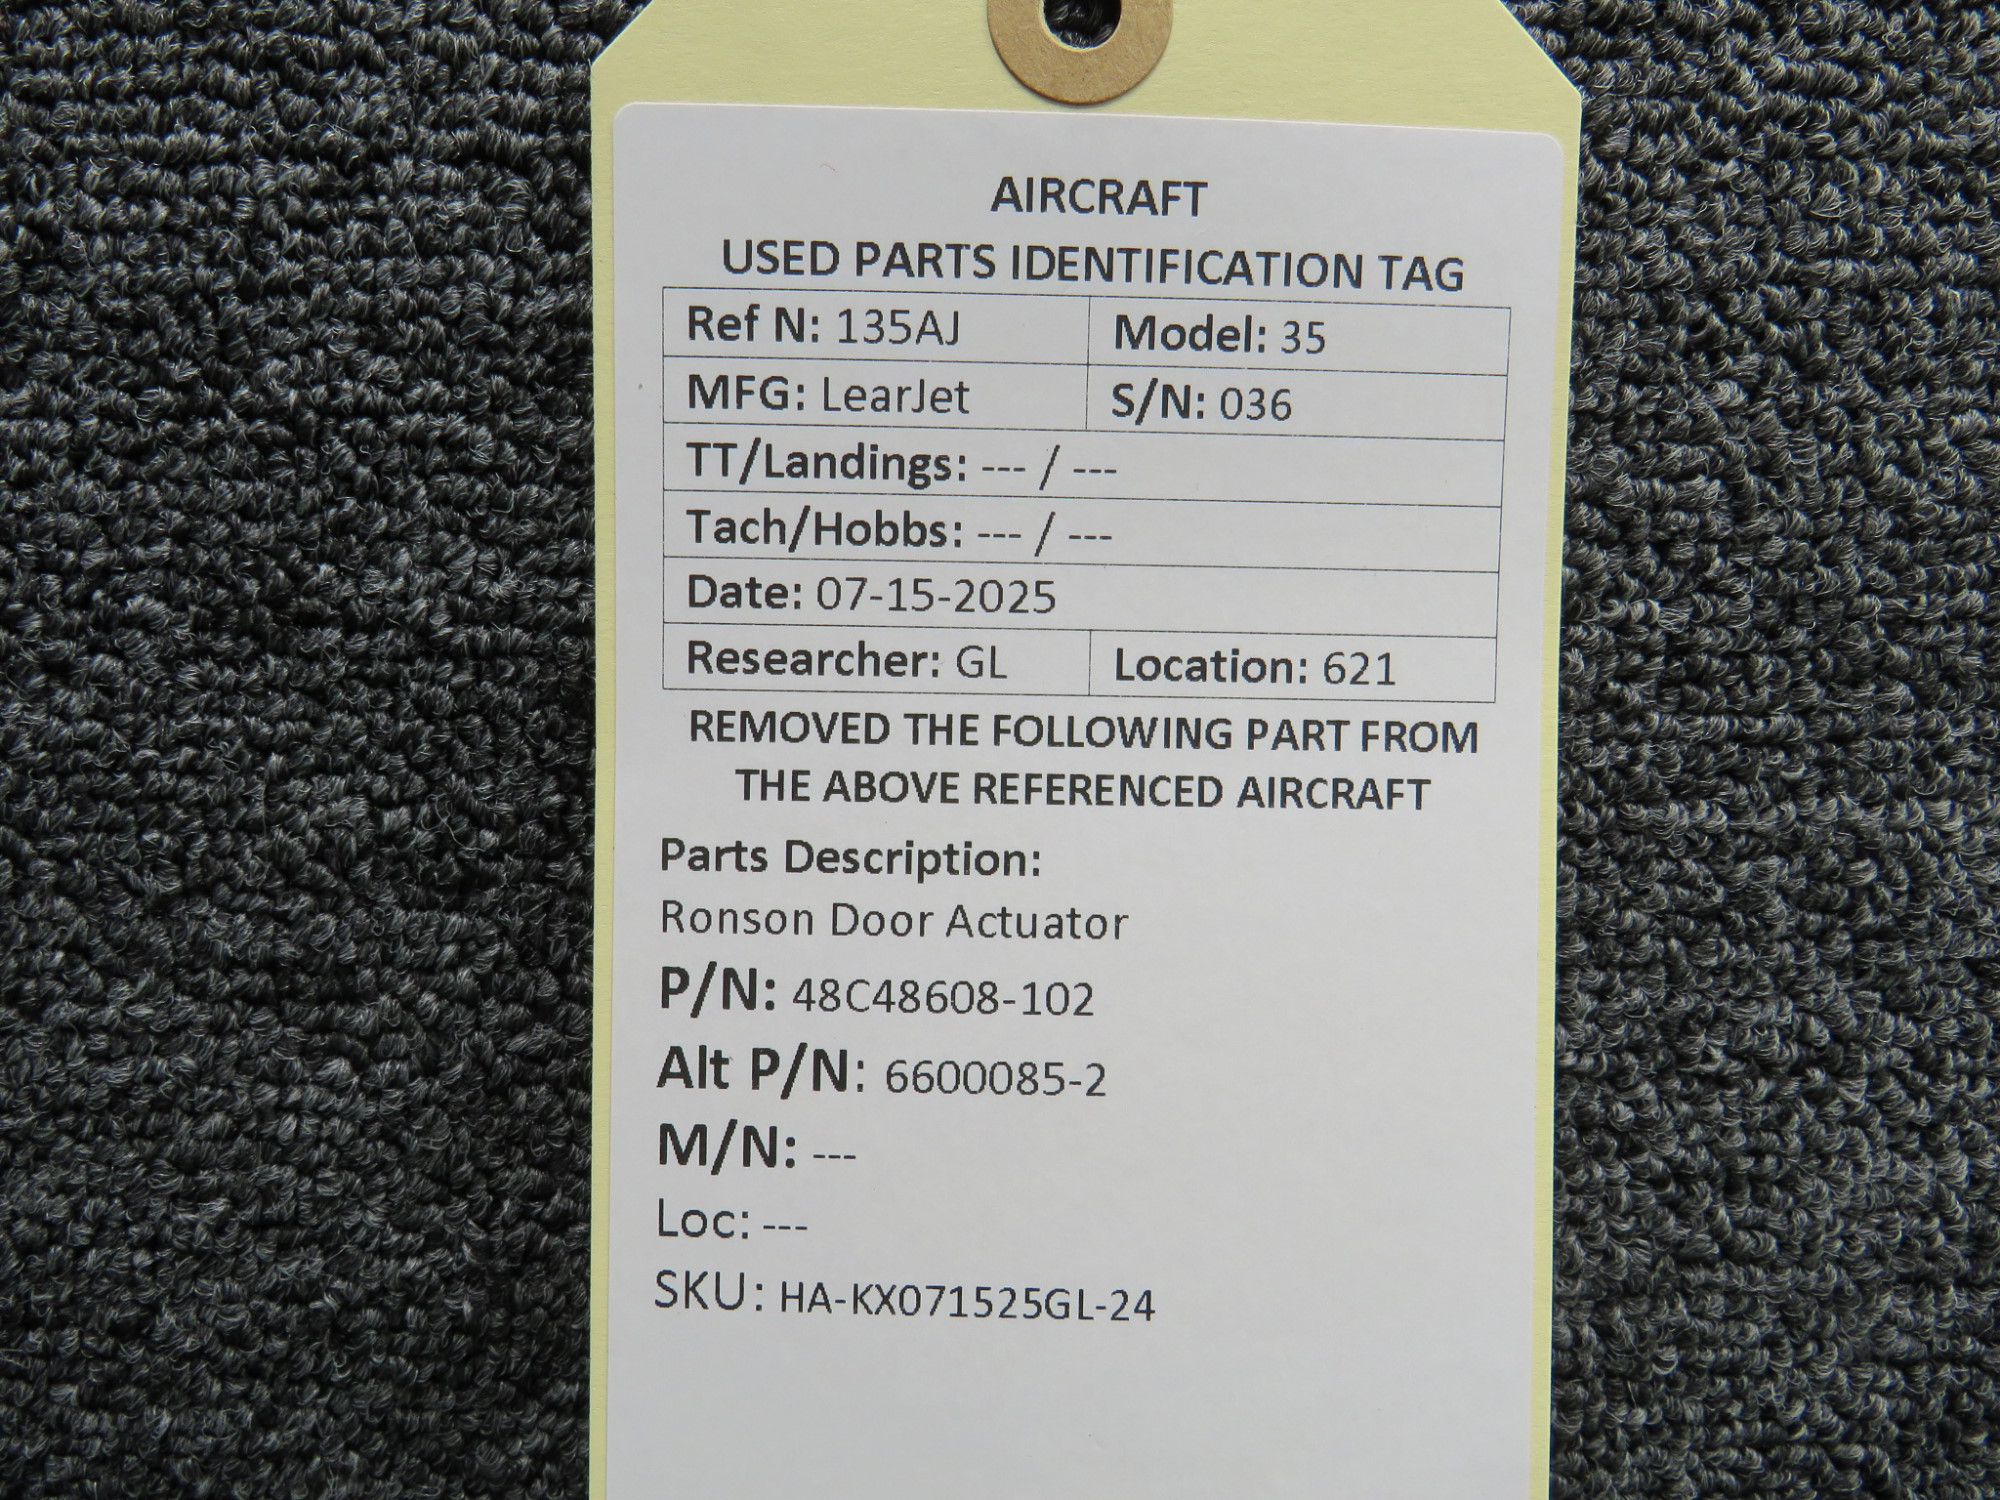 AIRCRAFT
USED PARTS IDENTIFICATION TAG
Ref N: 135AJ Model: 35
MFG: LearJet S/N: 036
TT/Landings: --- / ---
Tach/Hobbs: --- / ---
Date: 07-15-2025
Researcher: GL Location: 621
REMOVED THE FOLLOWING PART FROM
THE ABOVE REFERENCED AIRCRAFT
Parts Description:
Ronson Door Actuator
P/N: 48C48608-102
Alt P/N: 6600085-2
M/N: ---
Loc: ---
SKU: HA-KX071525GL-24